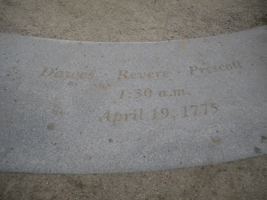 Dawes · Revere · Prescott
1:30 a.m.
April 19, 1775